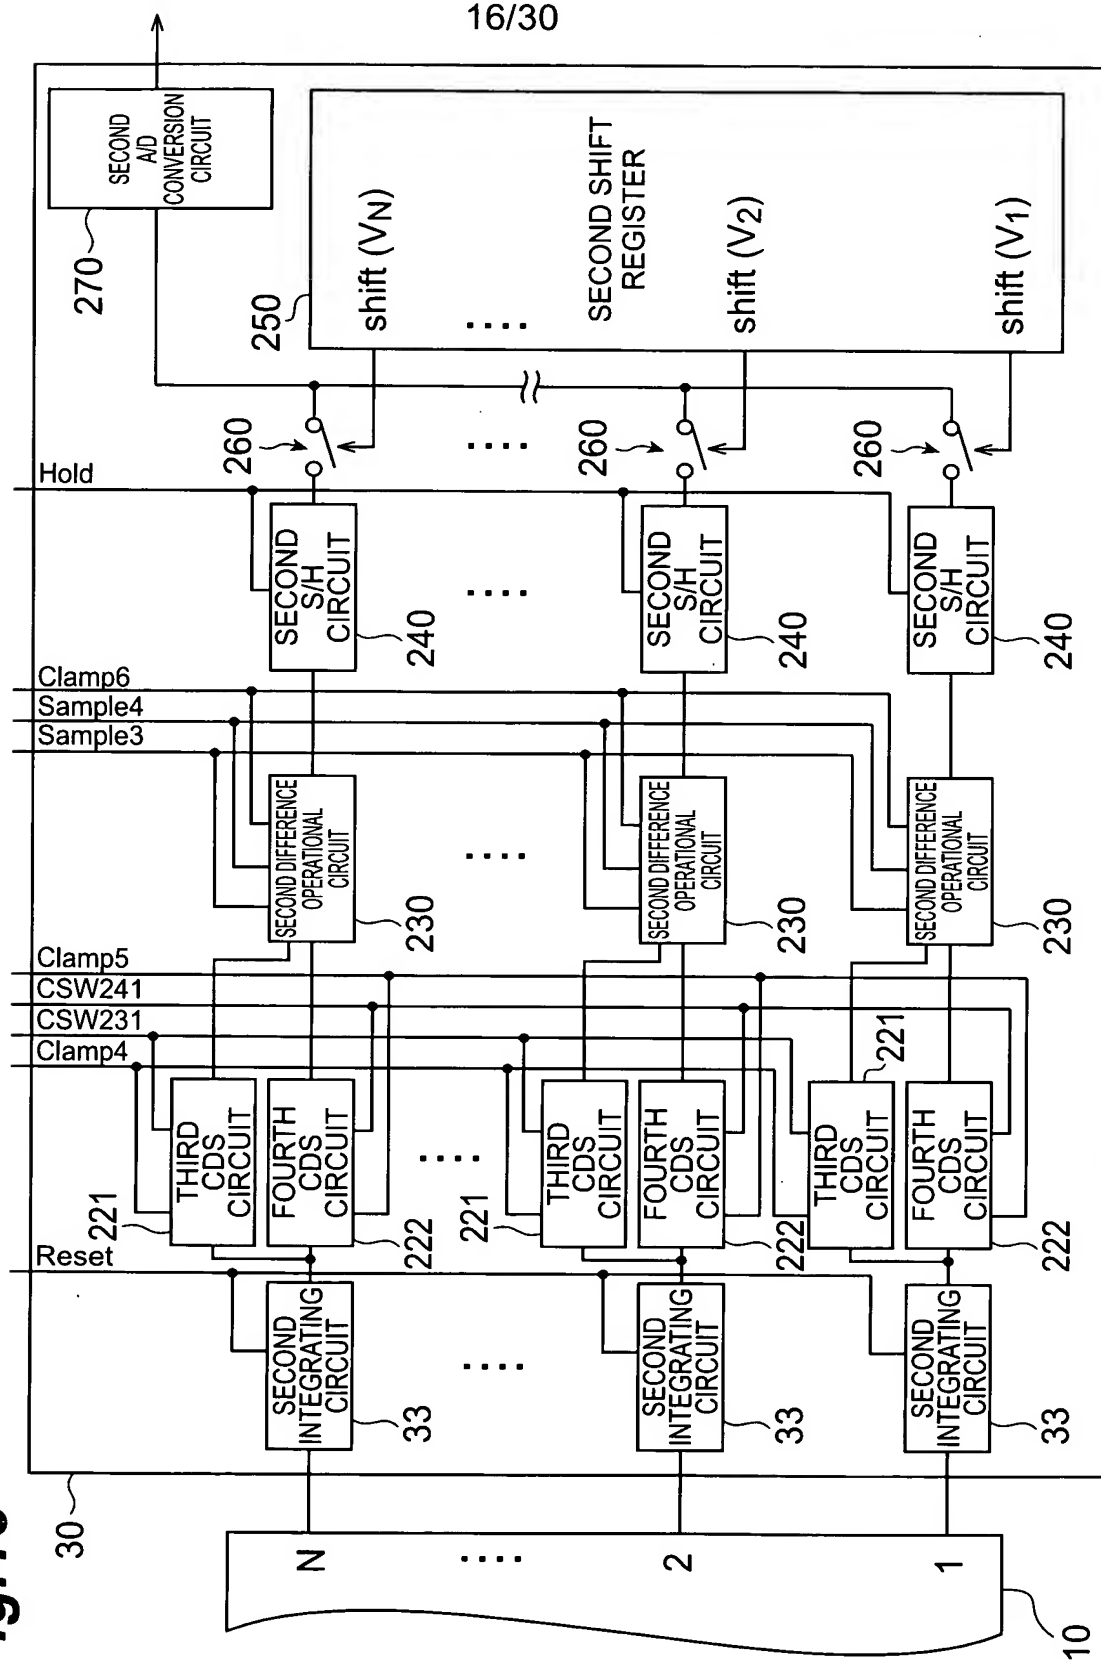 16/30
30
10
N
2
1
Reset
Clamp4
CSW231
CSW241
Clamp5
Sample3
Sample4
Clamp6
Hold
SECOND
INTEGRATING
CIRCUIT
33
221
THIRD
CDS
CIRCUIT
FOURTH
CDS
CIRCUIT
222
SECOND DIFFERENCE
OPERATIONAL
CIRCUIT
230
SECOND
S/H
CIRCUIT
240
260
....
....
....
....
....
....
....
SECOND
INTEGRATING
CIRCUIT
33
221
THIRD
CDS
CIRCUIT
FOURTH
CDS
CIRCUIT
222
SECOND DIFFERENCE
OPERATIONAL
CIRCUIT
230
SECOND
S/H
CIRCUIT
240
260
SECOND
INTEGRATING
CIRCUIT
33
221
THIRD
CDS
CIRCUIT
FOURTH
CDS
CIRCUIT
222
SECOND DIFFERENCE
OPERATIONAL
CIRCUIT
230
SECOND
S/H
CIRCUIT
240
260
250
shift (VN)
....
shift (V2)
shift (V1)
SECOND SHIFT
REGISTER
270
SECOND
A/D
CONVERSION
CIRCUIT